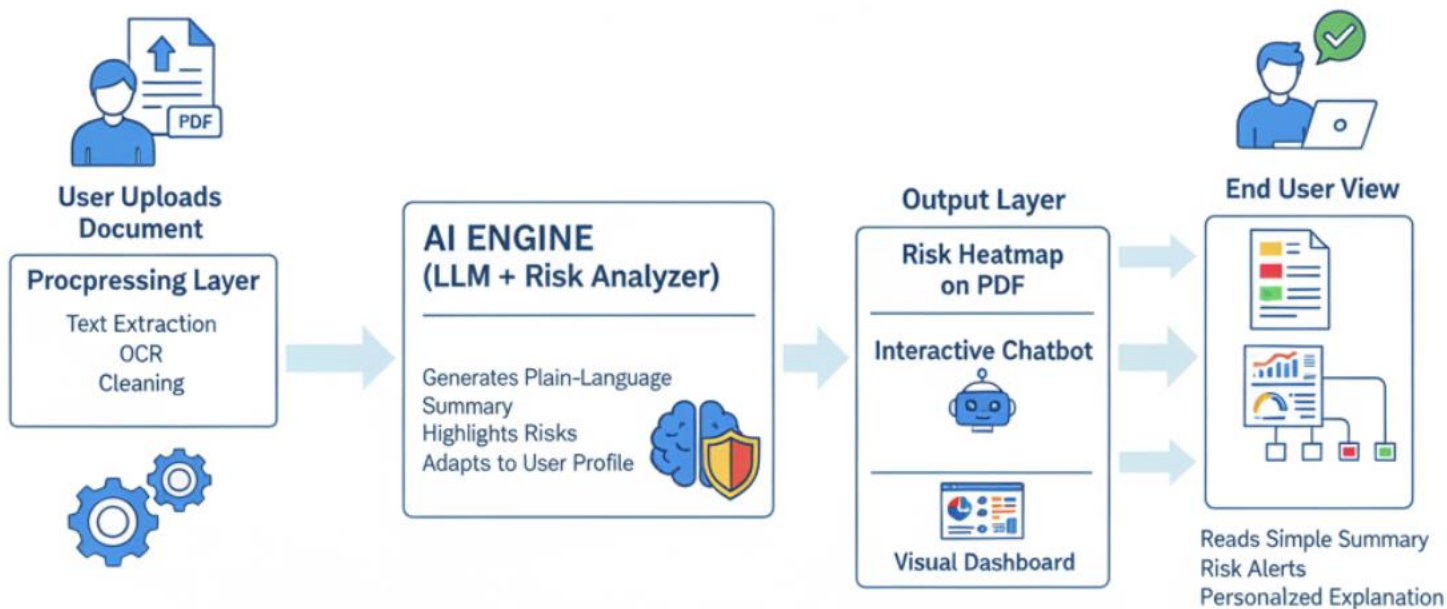 PDF
User Uploads
Document
Procpressing Layer
Text Extraction
OCR
Cleaning
AI ENGINE
(LLM + Risk Analyzer)
Generates Plain-Language
Summary
Highlights Risks
Adapts to User Profile
Output Layer
Risk Heatmap
on PDF
Interactive Chatbot
Visual Dashboard
End User View
Reads Simple Summary
Risk Alerts
Personalzed Explanation